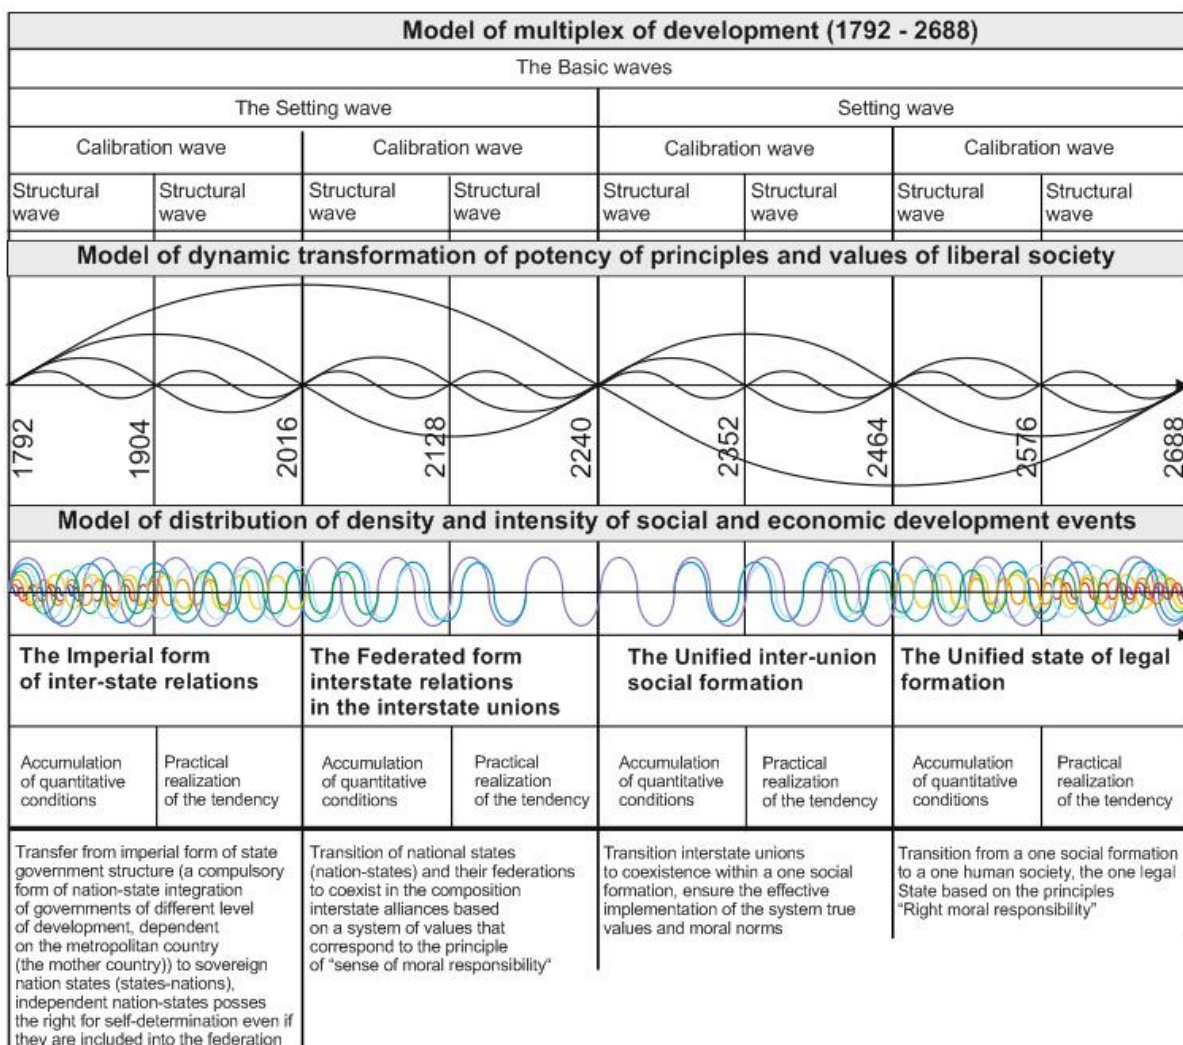 Model of multiplex of development (1792 - 2688)
The Basic waves
The Setting wave
Setting wave
Calibration wave
Calibration wave
Calibration wave
Calibration wave
Structural
wave
Structural
wave
Structural
wave
Structural
wave
Structural
wave
Structural
wave
Structural
wave
Structural
wave
Model of dynamic transformation of potency of principles and values of liberal society
1792
1904
2016
2128
2240
2352
2464
2576
2688
Model of distribution of density and intensity of social and economic development events
The Imperial form
of inter-state relations
The Federated form
interstate relations
in the interstate unions
The Unified inter-union
social formation
The Unified state of legal
formation
Accumulation
of quantitative
conditions
Practical
realization
of the tendency
Accumulation
of quantitative
conditions
Practical
realization
of the tendency
Accumulation
of quantitative
conditions
Practical
realization
of the tendency
Accumulation
of quantitative
conditions
Practical
realization
of the tendency
Transfer from imperial form of state
government structure (a compulsory
form of nation-state integration
of governments of different level
of development, dependent
on the metropolitan country
(the mother country)) to sovereign
nation states (states-nations),
independent nation-states posses
the right for self-determination even if
they are included into the federation
Transition of national states
(nation-states) and their federations
to coexist in the composition
interstate alliances based
on a system of values that
correspond to the principle
of “sense of moral responsibility“
Transition interstate unions
to coexistence within a one social
formation, ensure the effective
implementation of the system true
values and moral norms
Transition from a one social formation
to a one human society, the one legal
State based on the principles
“Right moral responsibility”